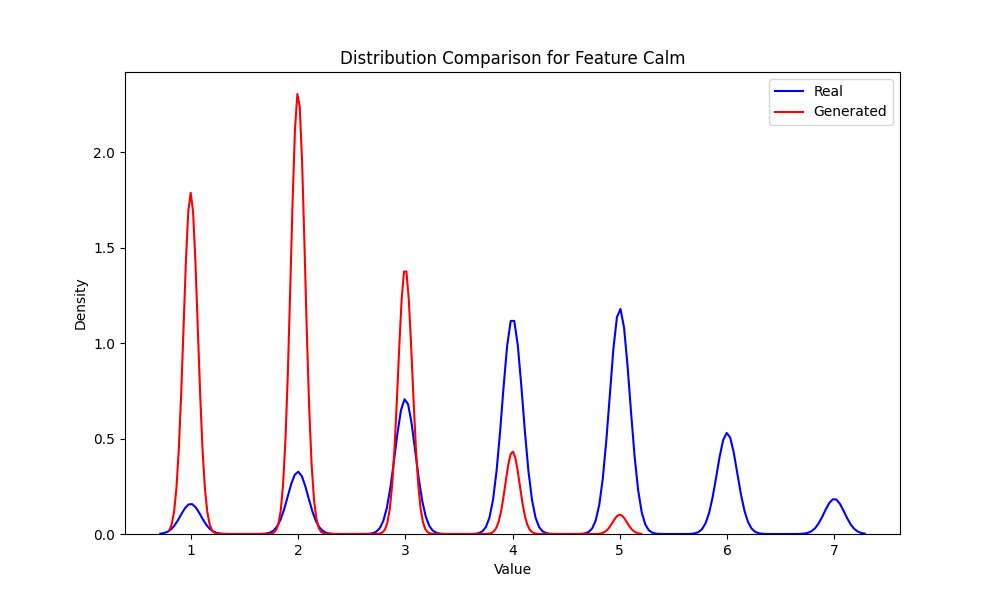 Distribution Comparison for Feature Calm
Real
Generated
Density
2.0
1.5
1.0
0.5
0.0
1 2 3 4 5 6 7
Value